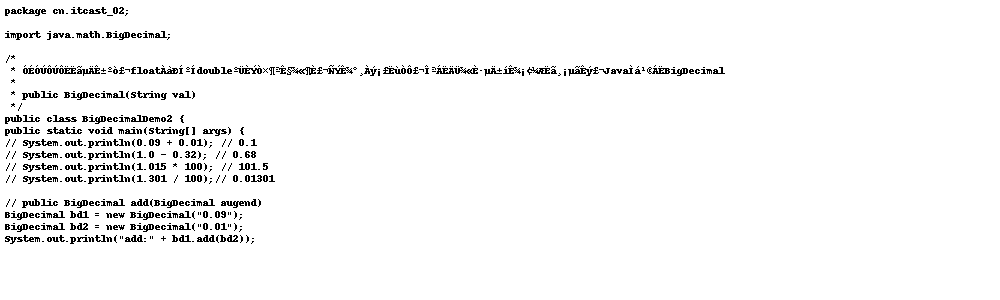 package cn.itcast_02;
import java.math.BigDecimal;
/*
 * ÓÉÓÚÔÚÔËËãµÄÊ±ºò£¬floatÀàÐÍºÍdoubleºÜÈÝÒ×¶ªÊ§¾«¶È£¬ÑÝÊ¾°¸Àý¡£ËùÒÔ£¬ÎªÁËÄÜ¾«È·µÄ±íÊ¾¡¢¼ÆËã¸¡µãÊý£¬JavaÌá¹©ÁËBigDecimal
 *
 * public BigDecimal(String val)
 */
public class BigDecimalDemo2 {
public static void main(String[] args) {
// System.out.println(0.09 + 0.01); // 0.1
// System.out.println(1.0 - 0.32); // 0.68
// System.out.println(1.015 * 100); // 101.5
// System.out.println(1.301 / 100);// 0.01301
// public BigDecimal add(BigDecimal augend)
BigDecimal bd1 = new BigDecimal("0.09");
BigDecimal bd2 = new BigDecimal("0.01");
System.out.println("add:" + bd1.add(bd2));